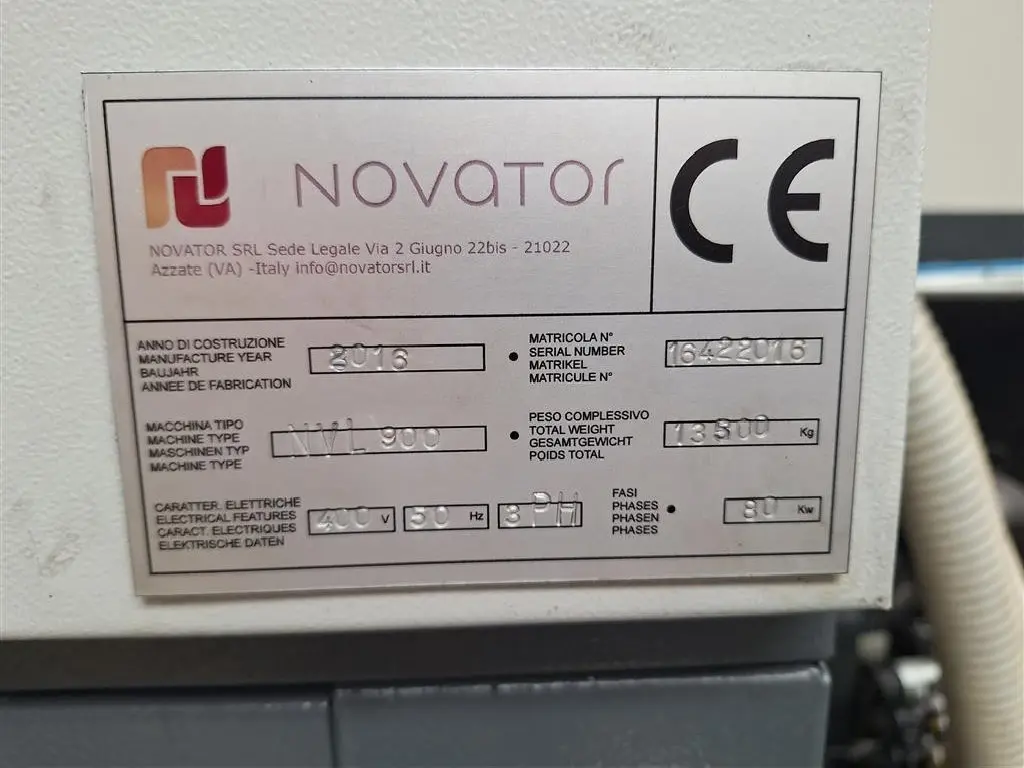 NOVATOR
CE
NOVATOR SRL Sede Legale Via 2 Giugno 22bis - 21022
Azzate (VA) -Italy info@novatorsrl.it
ANNO DI COSTRUZIONE
MANUFACTURE YEAR
BAUJAHR
ANNEE DE FABRICATION
2016
MATRICOLA N°
SERIAL NUMBER
MATRIKEL
MATRICULE N°
16422016
MACCHINA TIPO
MACHINE TYPE
MASCHINEN TYP
MACHINE TYPE
NVL 900
PESO COMPLESSIVO
TOTAL WEIGHT
GESAMTGEWICHT
POIDS TOTAL
13500 Kg
CARATTER. ELETTRICHE
ELECTRICAL FEATURES
CARACT. ELECTRIQUES
ELEKTRISCHE DATEN
400 V 50 Hz 3 PH
FASI
PHASES
PHASEN
PHASES
80 Kw